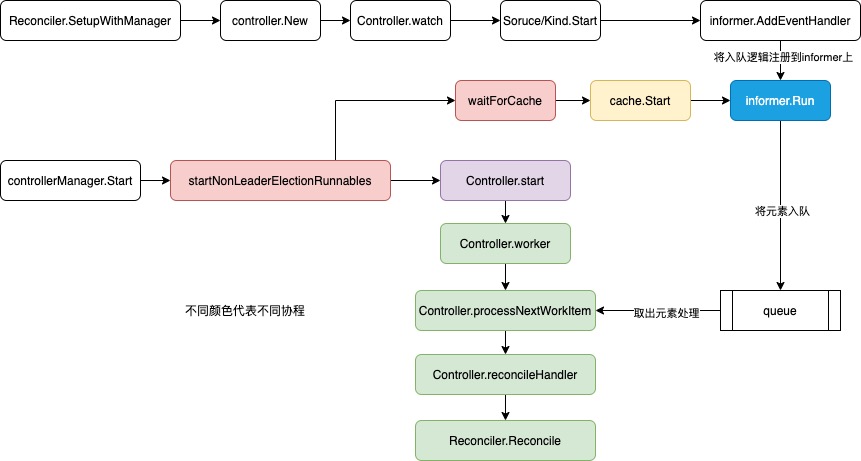 Reconciler.SetupWithManager
controller.New
Controller.watch
Soruce/Kind.Start
informer.AddEventHandler
将入队逻辑注册到informer上
waitForCache
cache.Start
informer.Run
controllerManager.Start
startNonLeaderElectionRunnables
Controller.start
将元素入队
Controller.worker
不同颜色代表不同协程
Controller.processNextWorkItem
取出元素处理
queue
Controller.reconcileHandler
Reconciler.Reconcile